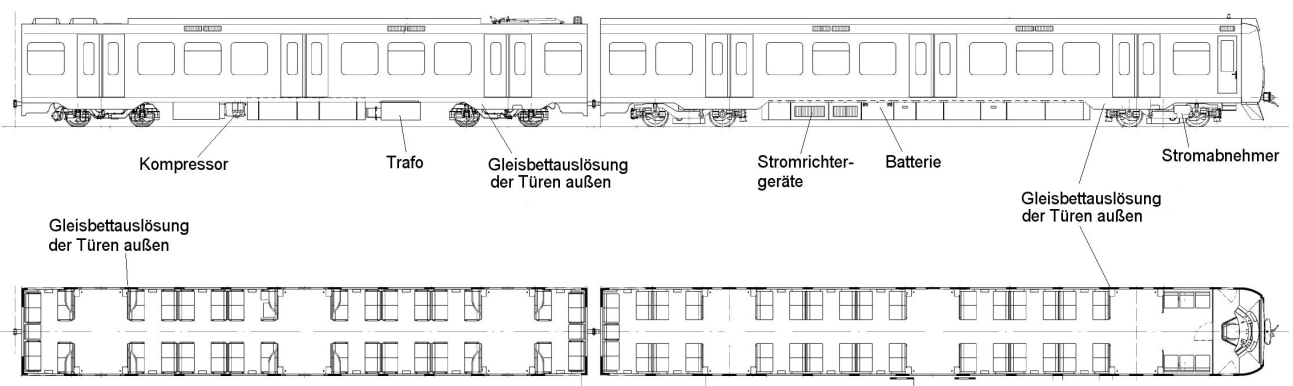 Kompressor
Trafo
Gleisbettauslösung
der Türen außen
Stromrichter-
geräte
Batterie
Stromabnehmer
Gleisbettauslösung
der Türen außen
Gleisbettauslösung
der Türen außen